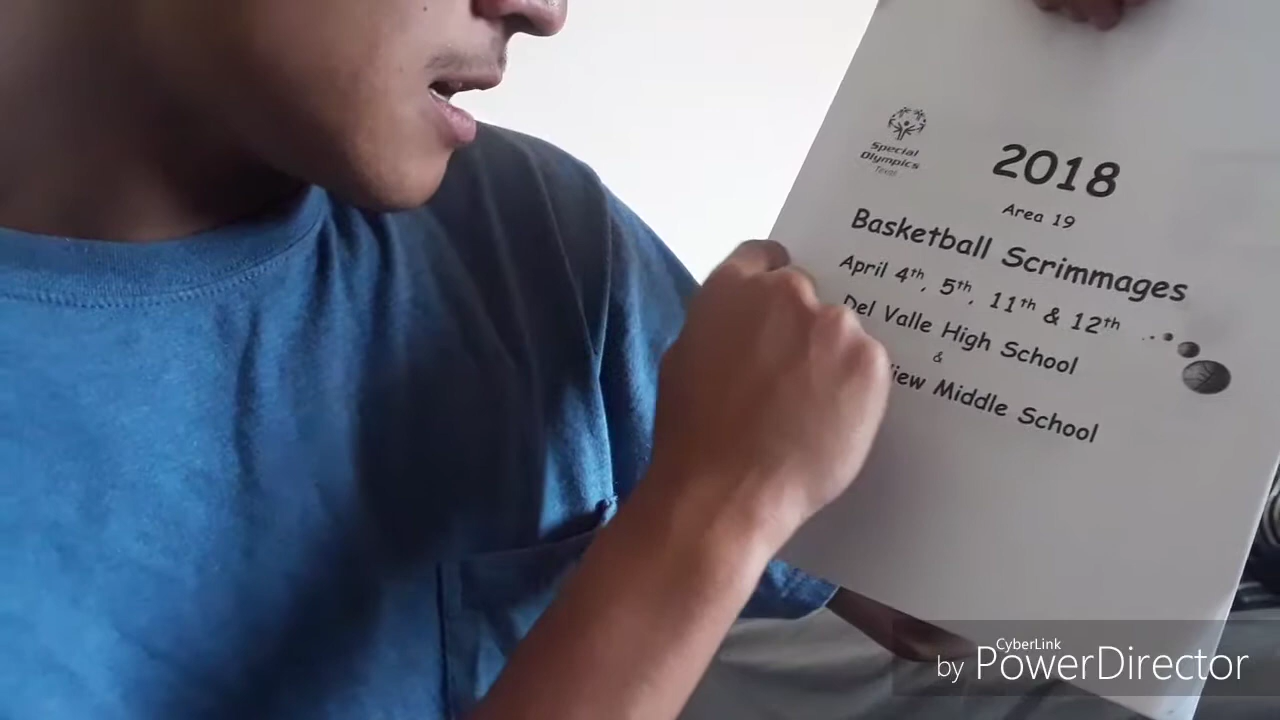 Special
Olympics
Texas
2018
Area 19
Basketball Scrimmages
April 4th, 5th, 11th & 12th
Del Valle High School
&
View Middle School
CyberLink
by PowerDirector